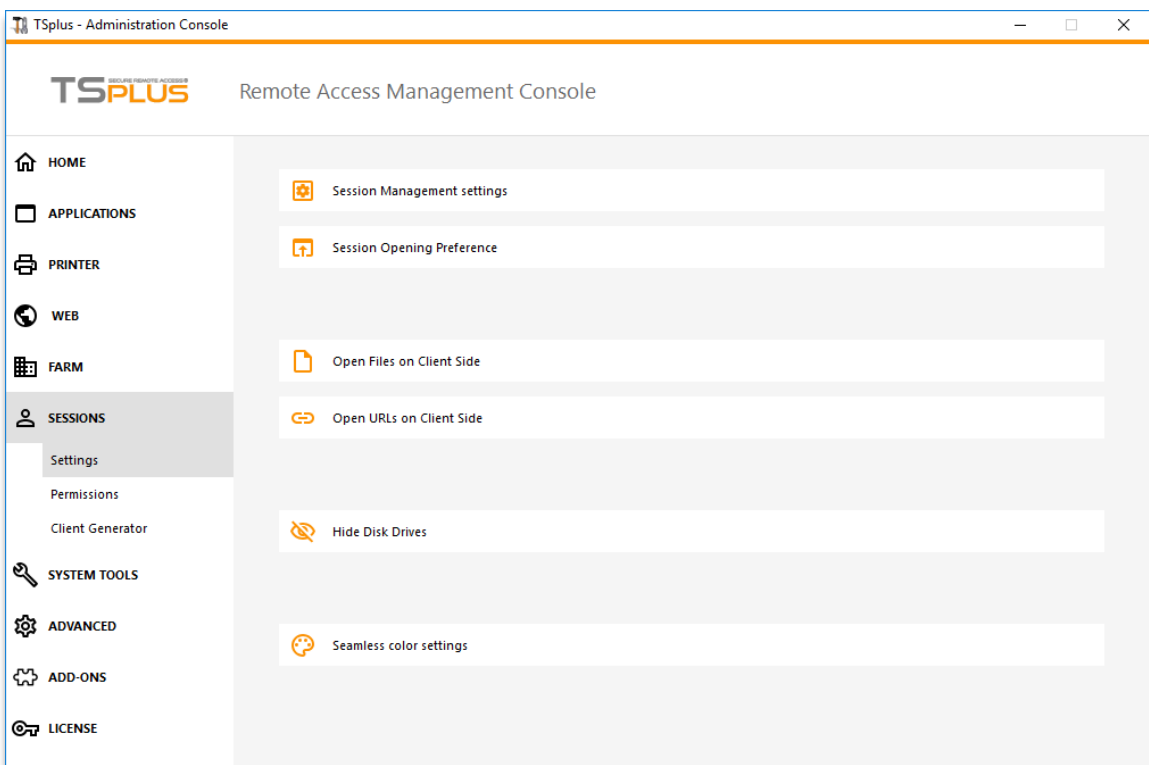 TSplus - Administration Console
SECURE REMOTE ACCESS
TSPLUS
Remote Access Management Console
HOME
APPLICATIONS
PRINTER
WEB
FARM
SESSIONS
Settings
Permissions
Client Generator
SYSTEM TOOLS
ADVANCED
ADD-ONS
LICENSE
Session Management settings
Session Opening Preference
Open Files on Client Side
Open URLs on Client Side
Hide Disk Drives
Seamless color settings